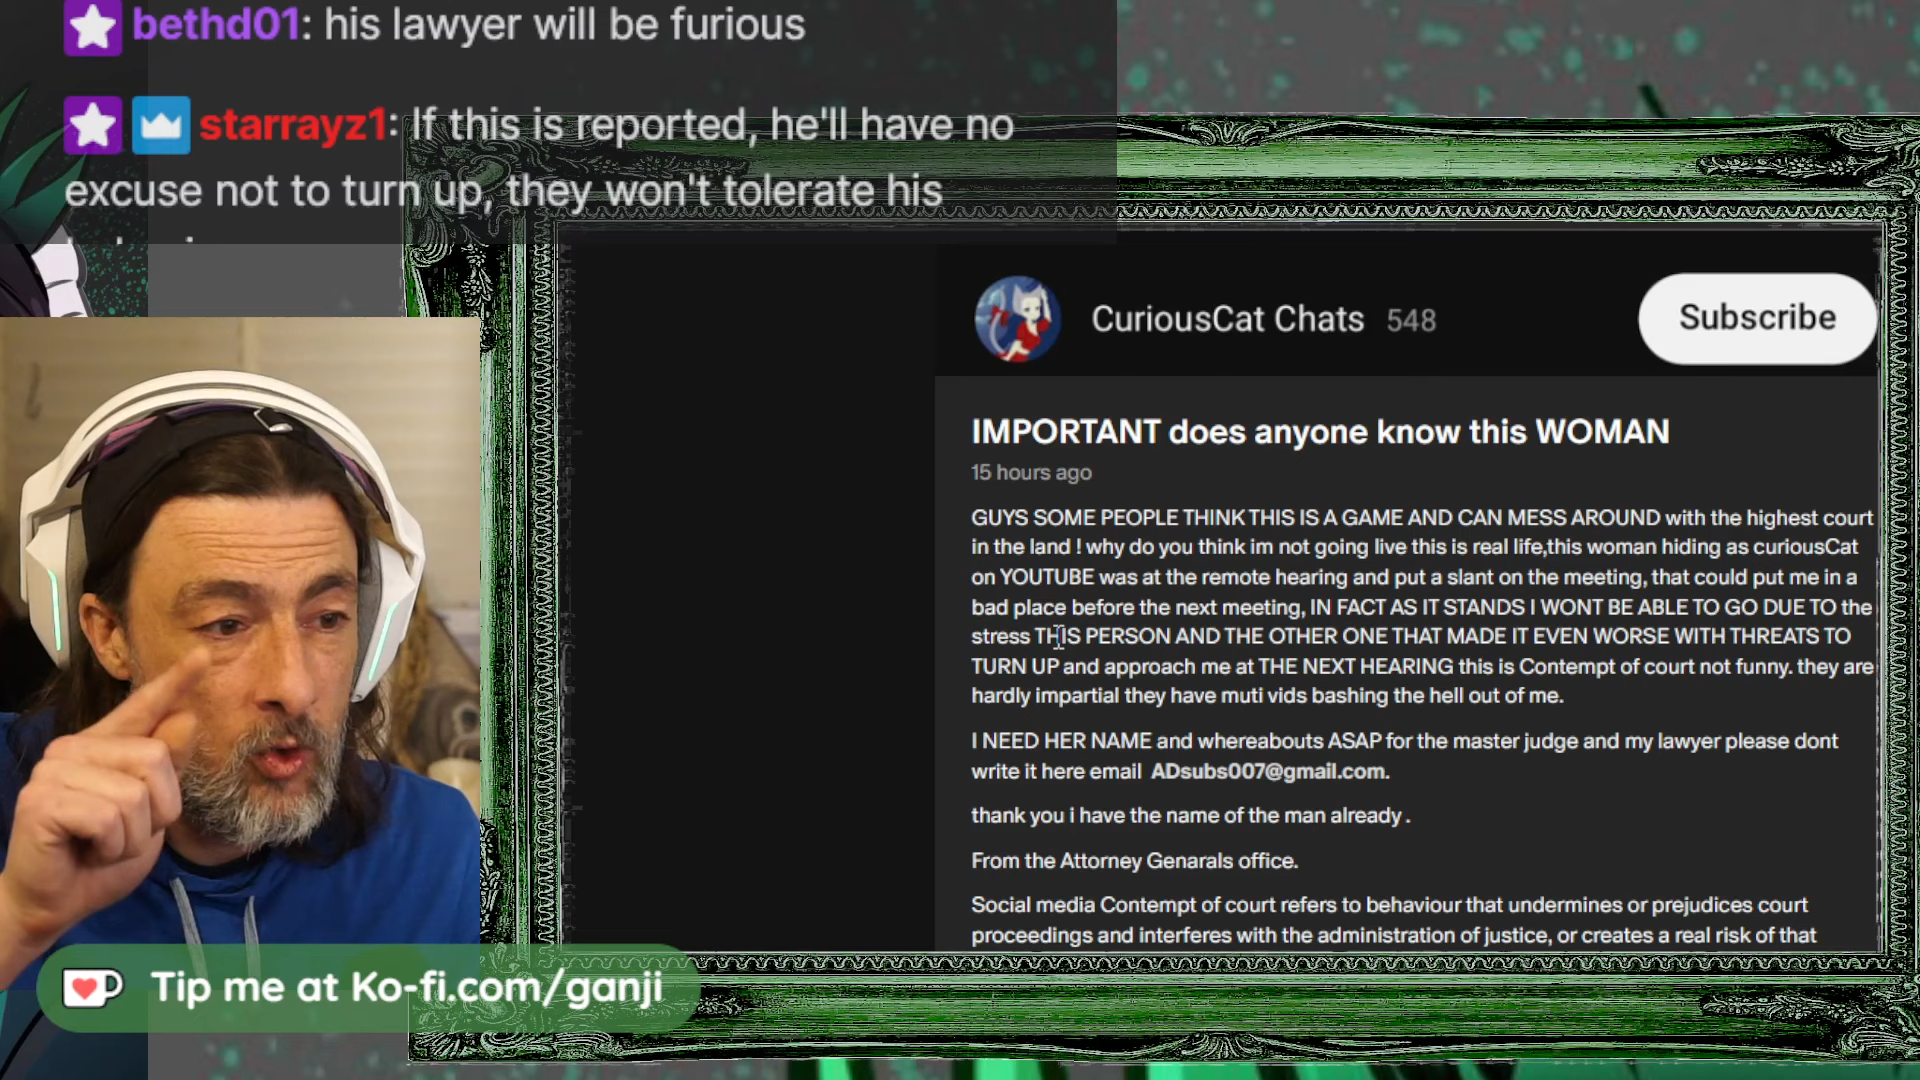 bethd01: his lawyer will be furious
starrayz1: If this is reported, he'll have no
excuse not to turn up, they won't tolerate his
CuriousCat Chats 548
Subscribe
IMPORTANT does anyone know this WOMAN
15 hours ago
GUYS SOME PEOPLE THINK THIS IS A GAME AND CAN MESS AROUND with the highest court
in the land ! why do you think im not going live this is real life,this woman hiding as curiousCat
on YOUTUBE was at the remote hearing and put a slant on the meeting, that could put me in a
bad place before the next meeting, IN FACT AS IT STANDS I WONT BE ABLE TO GO DUE TO the
stress THIS PERSON AND THE OTHER ONE THAT MADE IT EVEN WORSE WITH THREATS TO
TURN UP and approach me at THE NEXT HEARING this is Contempt of court not funny. they are
hardly impartial they have muti vids bashing the hell out of me.
I NEED HER NAME and whereabouts ASAP for the master judge and my lawyer please dont
write it here email ADsubs007@gmail.com.
thank you i have the name of the man already .
From the Attorney Genarals office.
Social media Contempt of court refers to behaviour that undermines or prejudices court
proceedings and interferes with the administration of justice, or creates a real risk of that
Tip me at Ko-fi.com/ganji